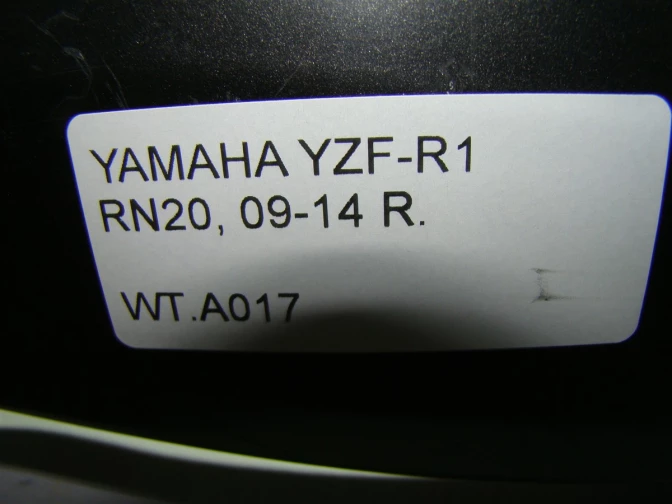 YAMAHA YZF-R1
RN20, 09-14 R.
WT.A017